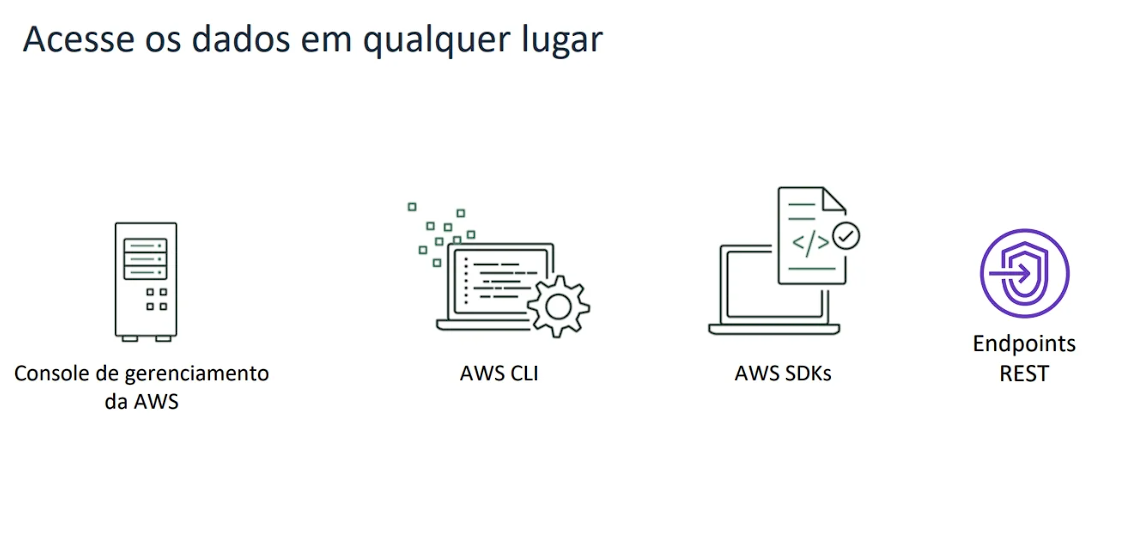 Acesse os dados em qualquer lugar
</>
Console de gerenciamento
da AWS
AWS CLI
AWS SDKs
Endpoints
REST